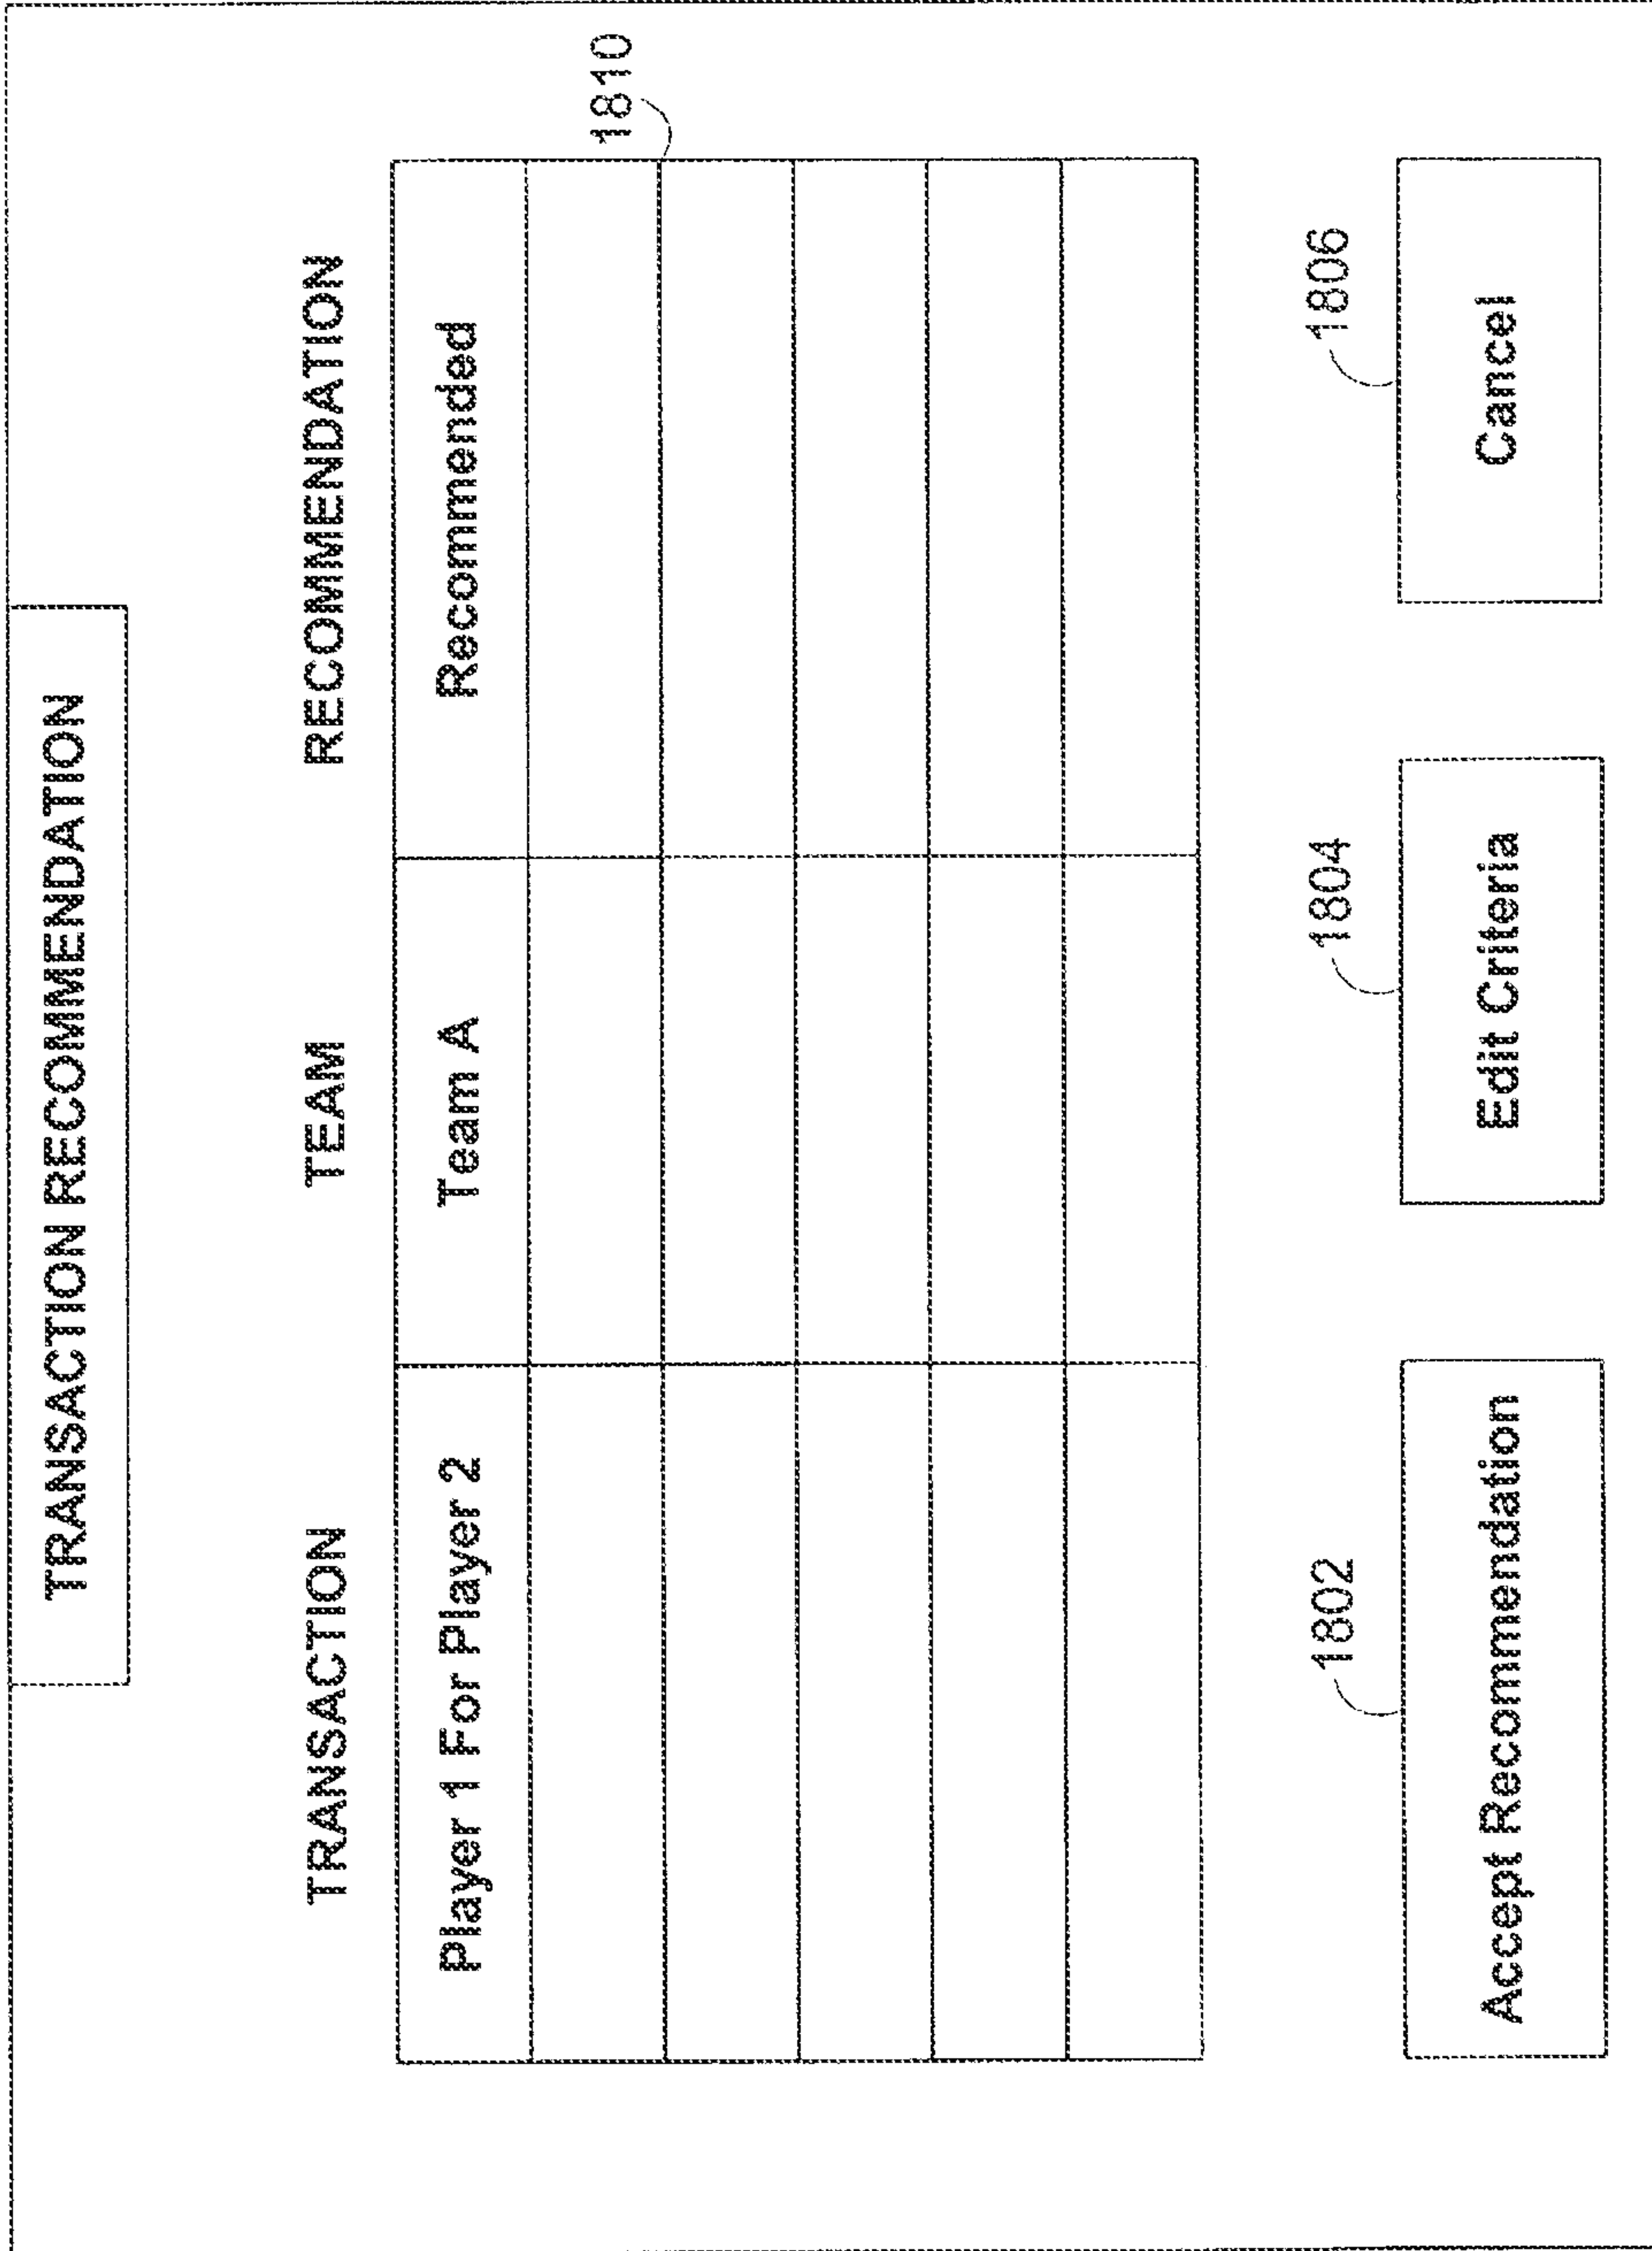 TRANSACTION RECOMMENDATION
TRANSACTION TEAM RECOMMENDATION
Player 1 For Player 2 Team A Recommended
1810
1802 1804 1806
Accept Recommendation Edit Criteria Cancel